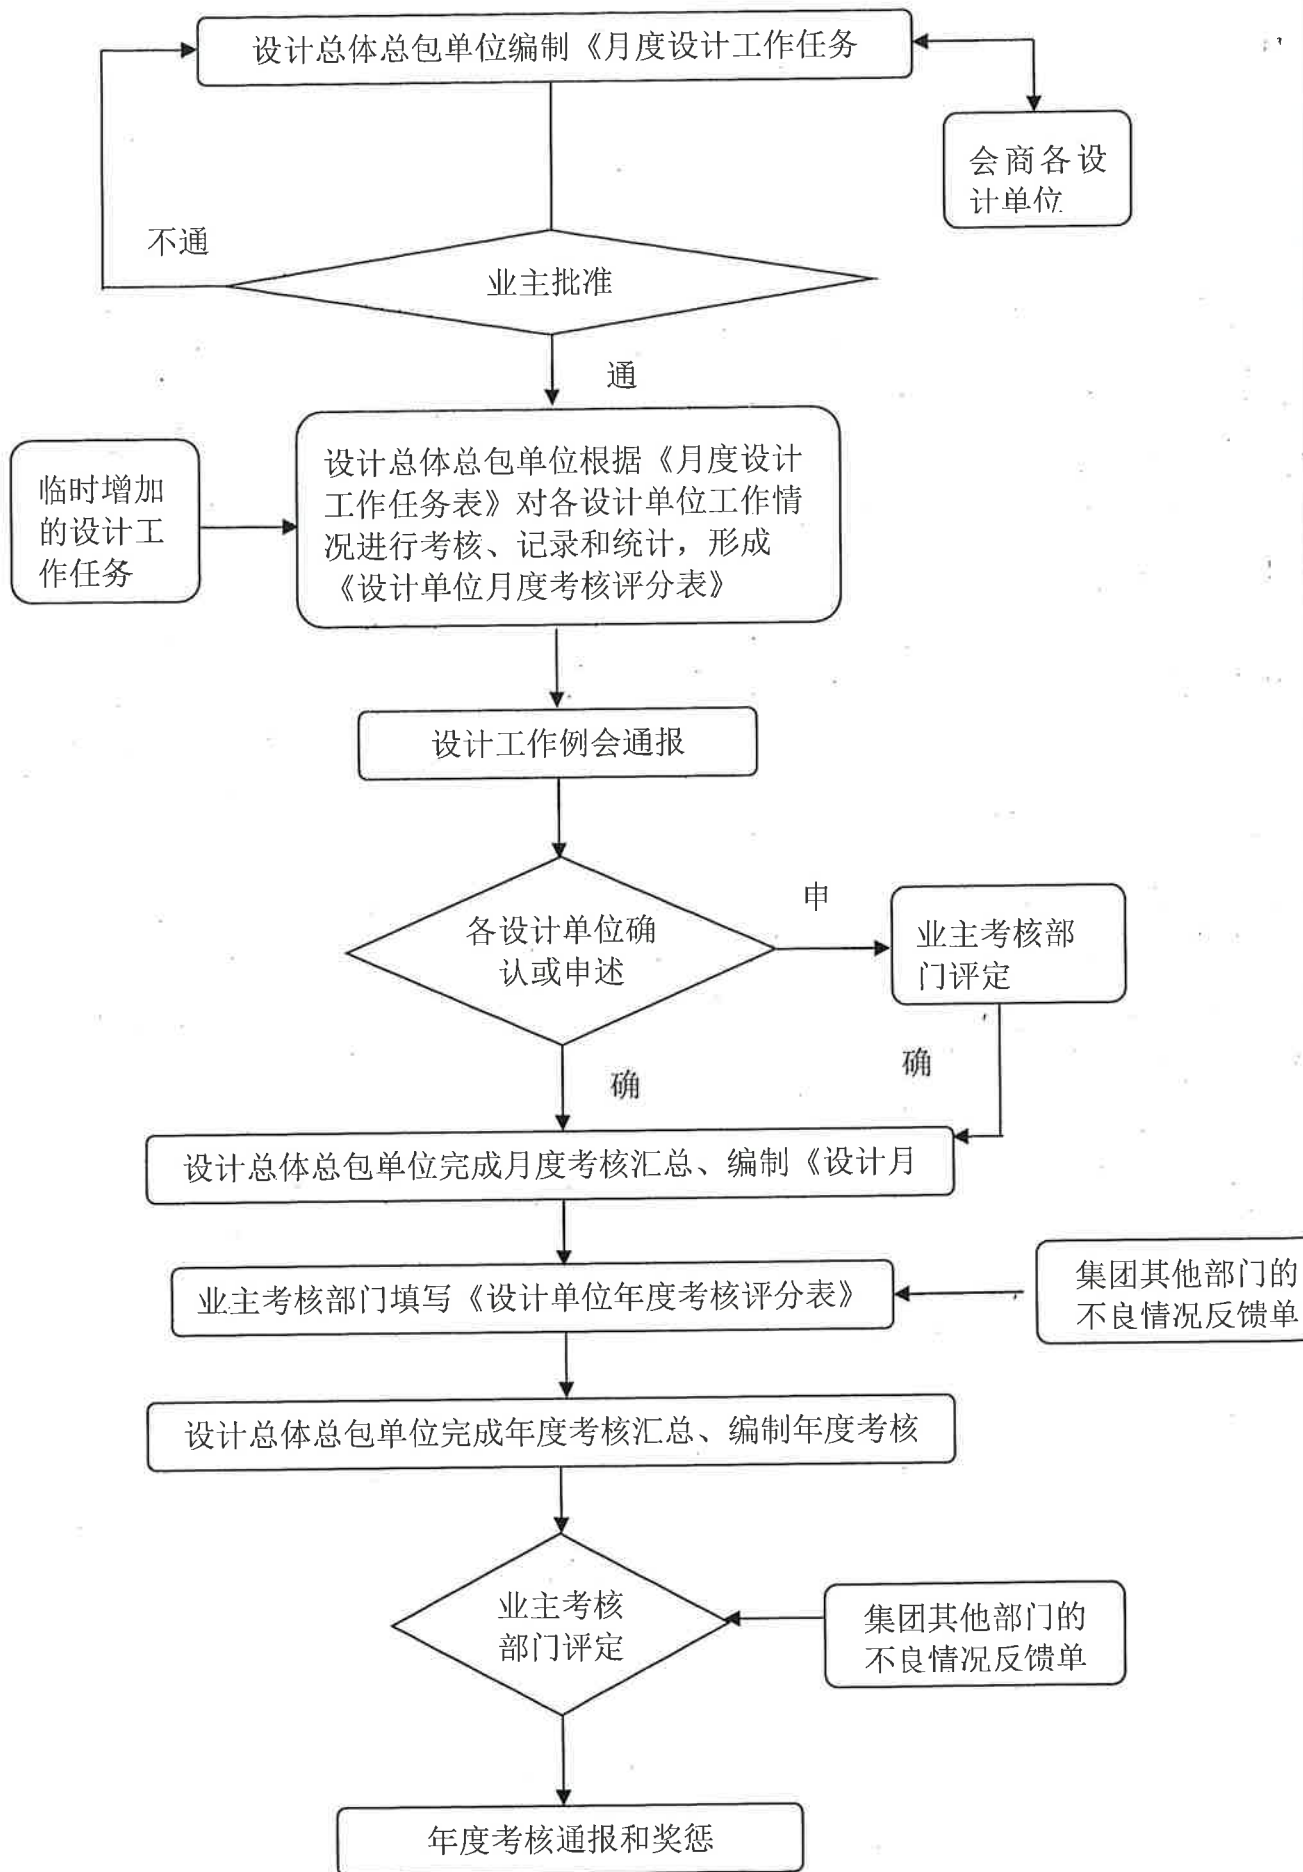 设计总体总包单位编制《月度设计工作任务
会商各设
计单位
不通
业主批准
通
临时增加
的设计工
作任务
设计总体总包单位根据《月度设计
工作任务表》对各设计单位工作情
况进行考核、记录和统计，形成
《设计单位月度考核评分表》
设计工作例会通报
各设计单位确
认或申述
申
业主考核部
门评定
确
确
设计总体总包单位完成月度考核汇总、编制《设计月
业主考核部门填写《设计单位年度考核评分表》
集团其他部门的
不良情况反馈单
设计总体总包单位完成年度考核汇总、编制年度考核
业主考核
部门评定
集团其他部门的
不良情况反馈单
年度考核通报和奖惩